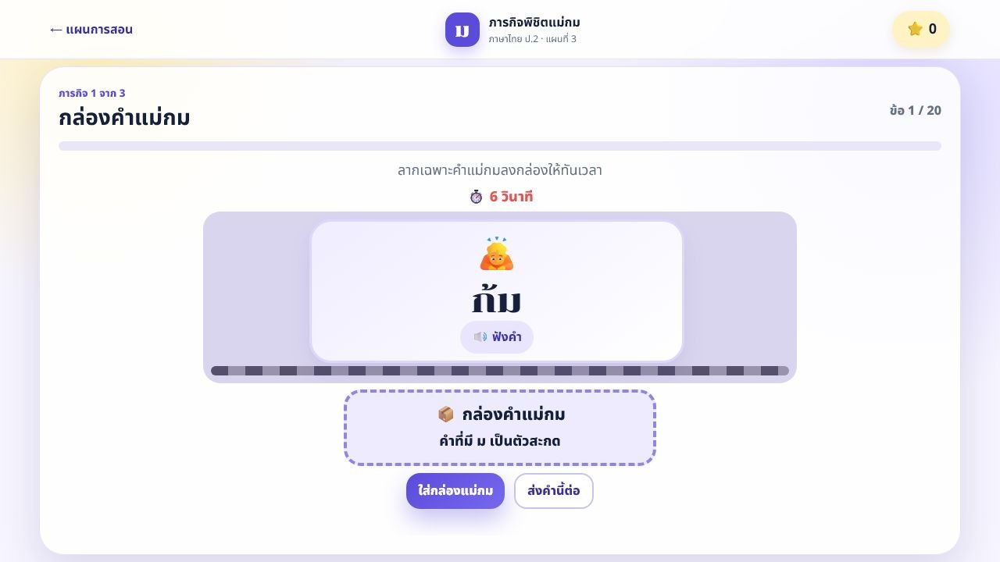 ← แผนการสอน
ม
ภารกิจพิชิตแม่กม
ภาษาไทย ป.2 · แผนที่ 3
0
ภารกิจ 1 จาก 3
กล่องคำแม่กม
ข้อ 1 / 20
ลากเฉพาะคำแม่กมลงกล่องให้ทันเวลา
6 วินาที
ก้ม
ฟังคำ
กล่องคำแม่กม
คำที่มี ม เป็นตัวสะกด
ใส่กล่องแม่กม
ส่งคำนี้ต่อ